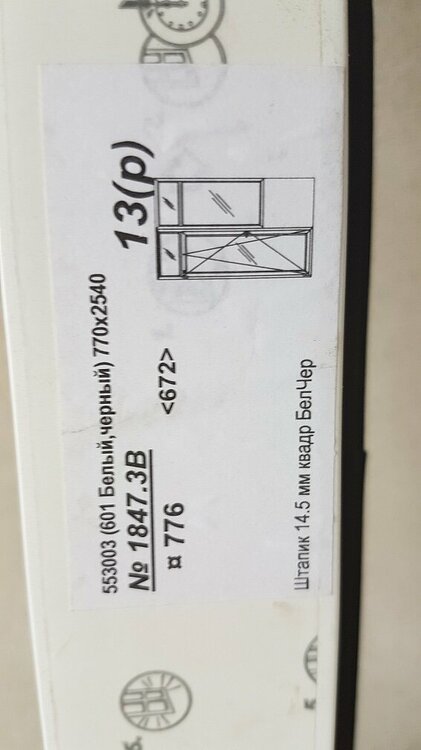 553003 (601 Белый,черный) 770x2540
№ 1847.3В
¤ 776 <672>
13(р)
Штапик 14.5 мм квадр БелЧер